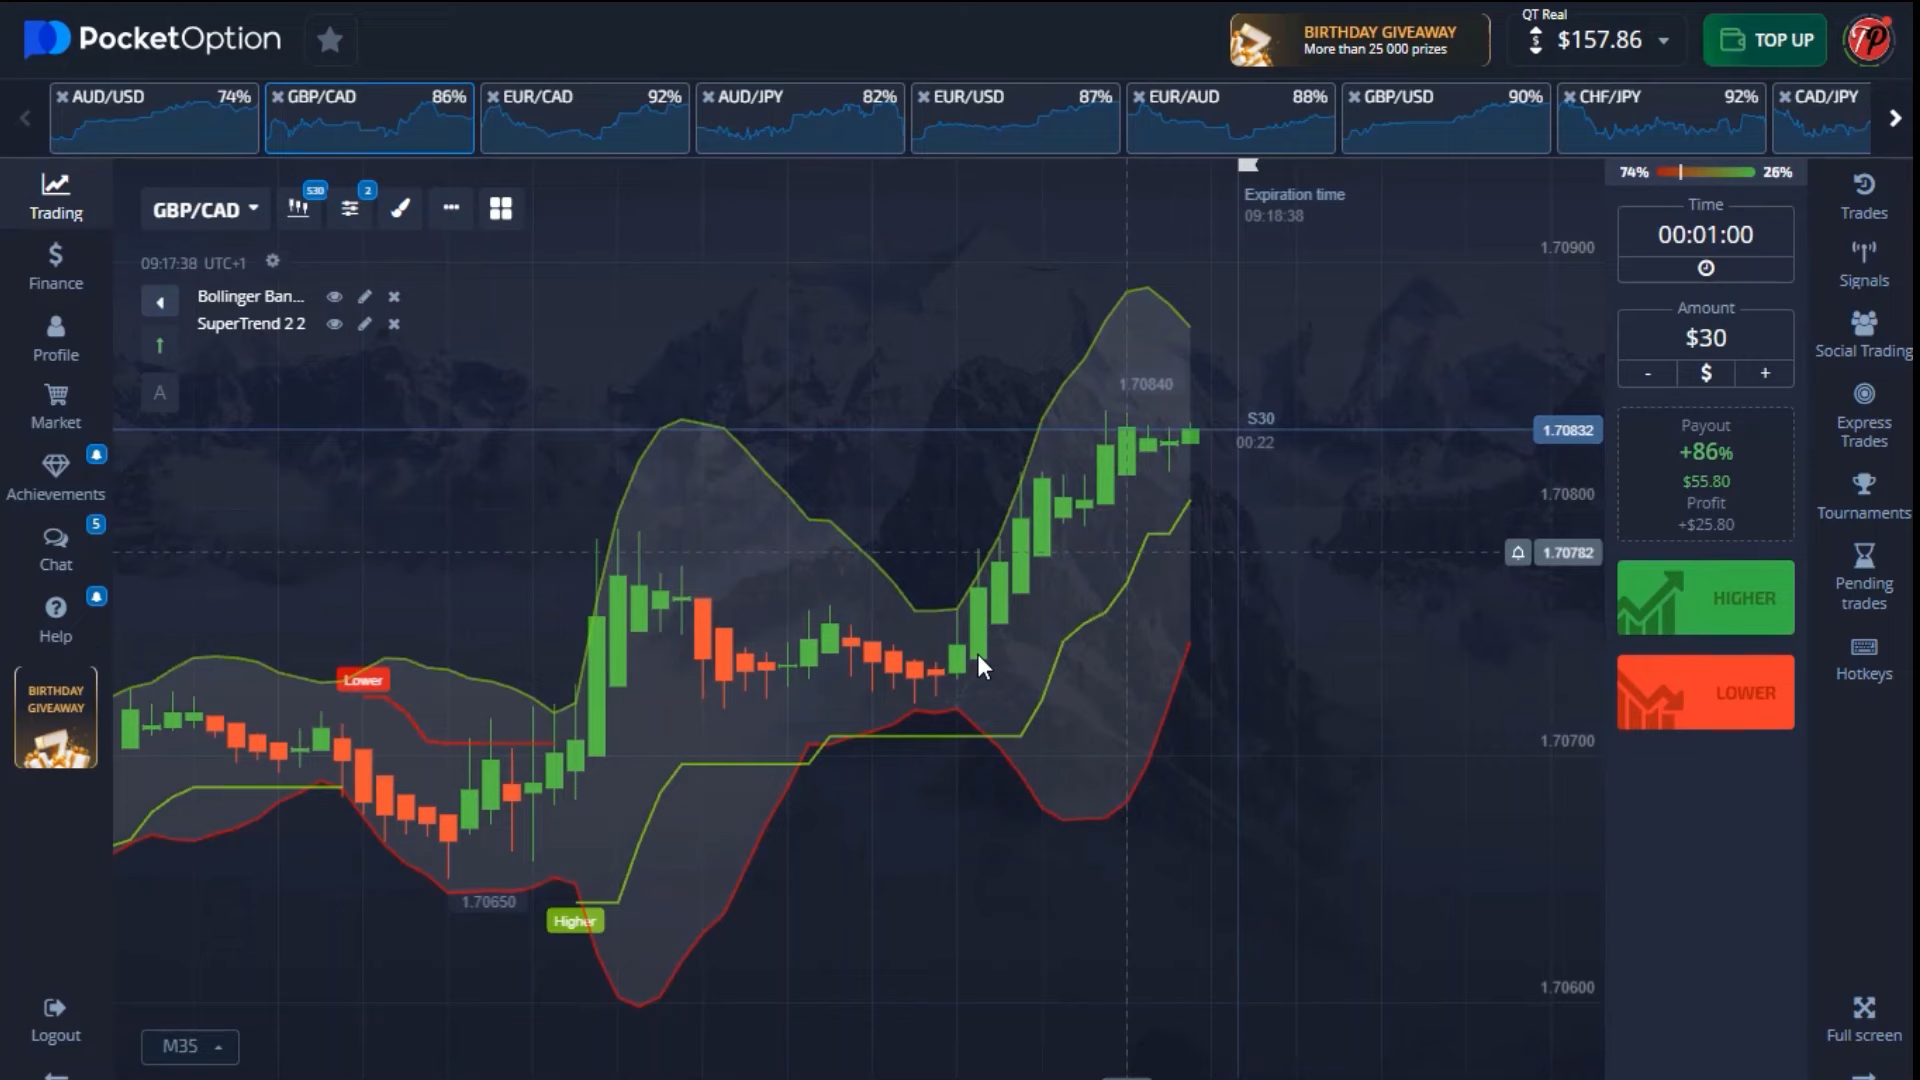 PocketOption
BIRTHDAY GIVEAWAY
More than 25 000 prizes
QT Real
$157.86
TOP UP
AUD/USD 74%
GBP/CAD 86%
EUR/CAD 92%
AUD/JPY 82%
EUR/USD 87%
EUR/AUD 88%
GBP/USD 90%
CHF/JPY 92%
CAD/JPY
Trading
Finance
Profile
Market
Achievements
Chat
5
Help
BIRTHDAY
GIVEAWAY
Logout
GBP/CAD
S30
2
09:17:38 UTC+1
Bollinger Ban...
SuperTrend 2 2
A
Expiration time
09:18:38
1.70900
1.70840
S30
00:22
1.70832
1.70800
1.70782
Lower
1.70700
1.70650
Higher
1.70600
M35
74% 26%
Time
00:01:00
Amount
$30
- $ +
Payout
+86%
$55.80
Profit
+$25.80
HIGHER
LOWER
Trades
Signals
Social Trading
Express
Trades
Tournaments
Pending
trades
Hotkeys
Full screen